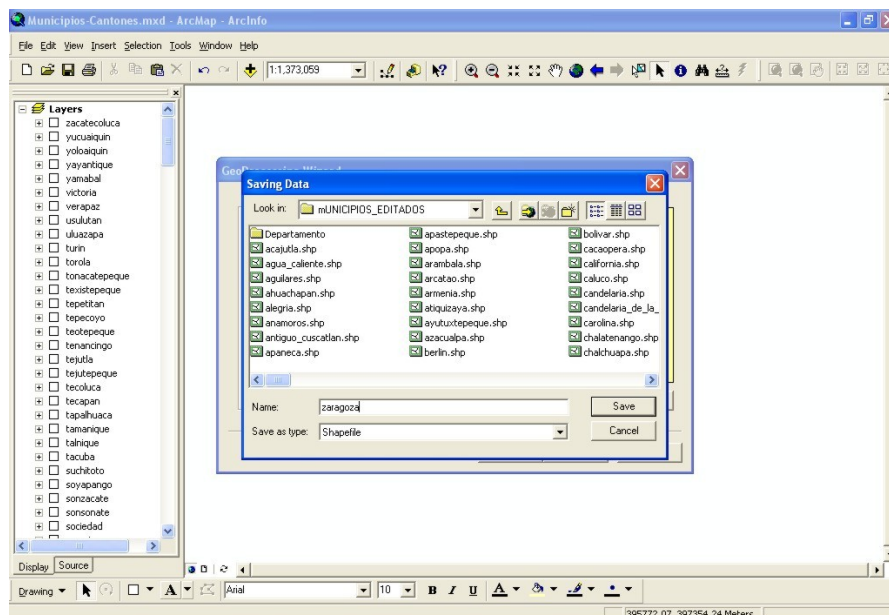 Municipios-Cantones.mxd - ArcMap - ArcInfo
File Edit View Insert Selection Tools Window Help
1:1,373,059
Layers
zacatecoluca
yucuaiquin
yoloaiquin
yayantique
yamabal
victoria
verapaz
usulutan
uluazapa
turin
torola
tonacatepeque
texistepeque
tepetitan
tepecoyo
teotepeque
tenancingo
tejutla
tejutepeque
tecoluca
tecapan
tapalhuaca
tamanique
talnique
tacuba
suchitoto
soyapango
sonzacate
sonsonate
sociedad
Display Source
GeoProcessing Wizard
Saving Data
Look in: mUNICIPIOS_EDITADOS
Departamento
acajutla.shp
agua_caliente.shp
aguilares.shp
ahuachapan.shp
alegria.shp
anamoros.shp
antiguo_cuscatlan.shp
apaneca.shp
apastepeque.shp
apopa.shp
arambala.shp
arcatao.shp
armenia.shp
atiquizaya.shp
ayutuxtepeque.shp
azacualpa.shp
berlin.shp
bolivar.shp
cacaopera.shp
california.shp
caluco.shp
candelaria.shp
candelaria_de_la_
carolina.shp
chalatenango.shp
chalchuapa.shp
Name: zaragoza Save
Save as type: Shapefile Cancel
Drawing A Arial 10 B I U A
395772.07 397354.24 Meters